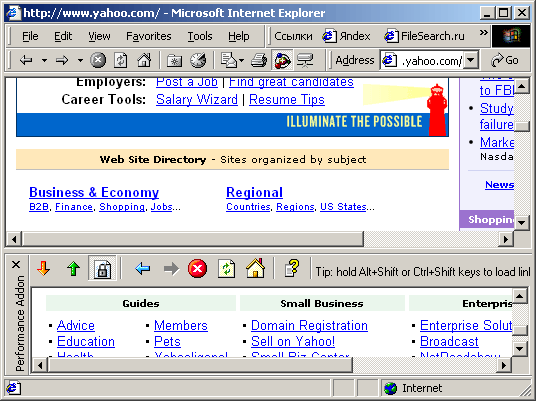 http://www.yahoo.com/ - Microsoft Internet Explorer
File Edit View Favorites Tools Help Ссылки Яndex FileSearch.ru »
Address .yahoo.com/ Go
Employers: Post a Job | Find great candidates
Career Tools: Salary Wizard | Resume Tips
ILLUMINATE THE POSSIBLE
Web Site Directory - Sites organized by subject
Business & Economy
B2B, Finance, Shopping, Jobs...
Regional
Countries, Regions, US States...
to FBI
• Study
failure
• Marke
Nasda
News
Shopping
Performance Addon
Tip: hold Alt+Shift or Ctrl+Shift keys to load link
Guides
• Advice • Members
• Education • Pets
Health Yahooligans!
Small Business
• Domain Registration
• Sell on Yahoo!
Small Biz Center
Enterpris
• Enterprise Solut
• Broadcast
NetRoadshow
Internet